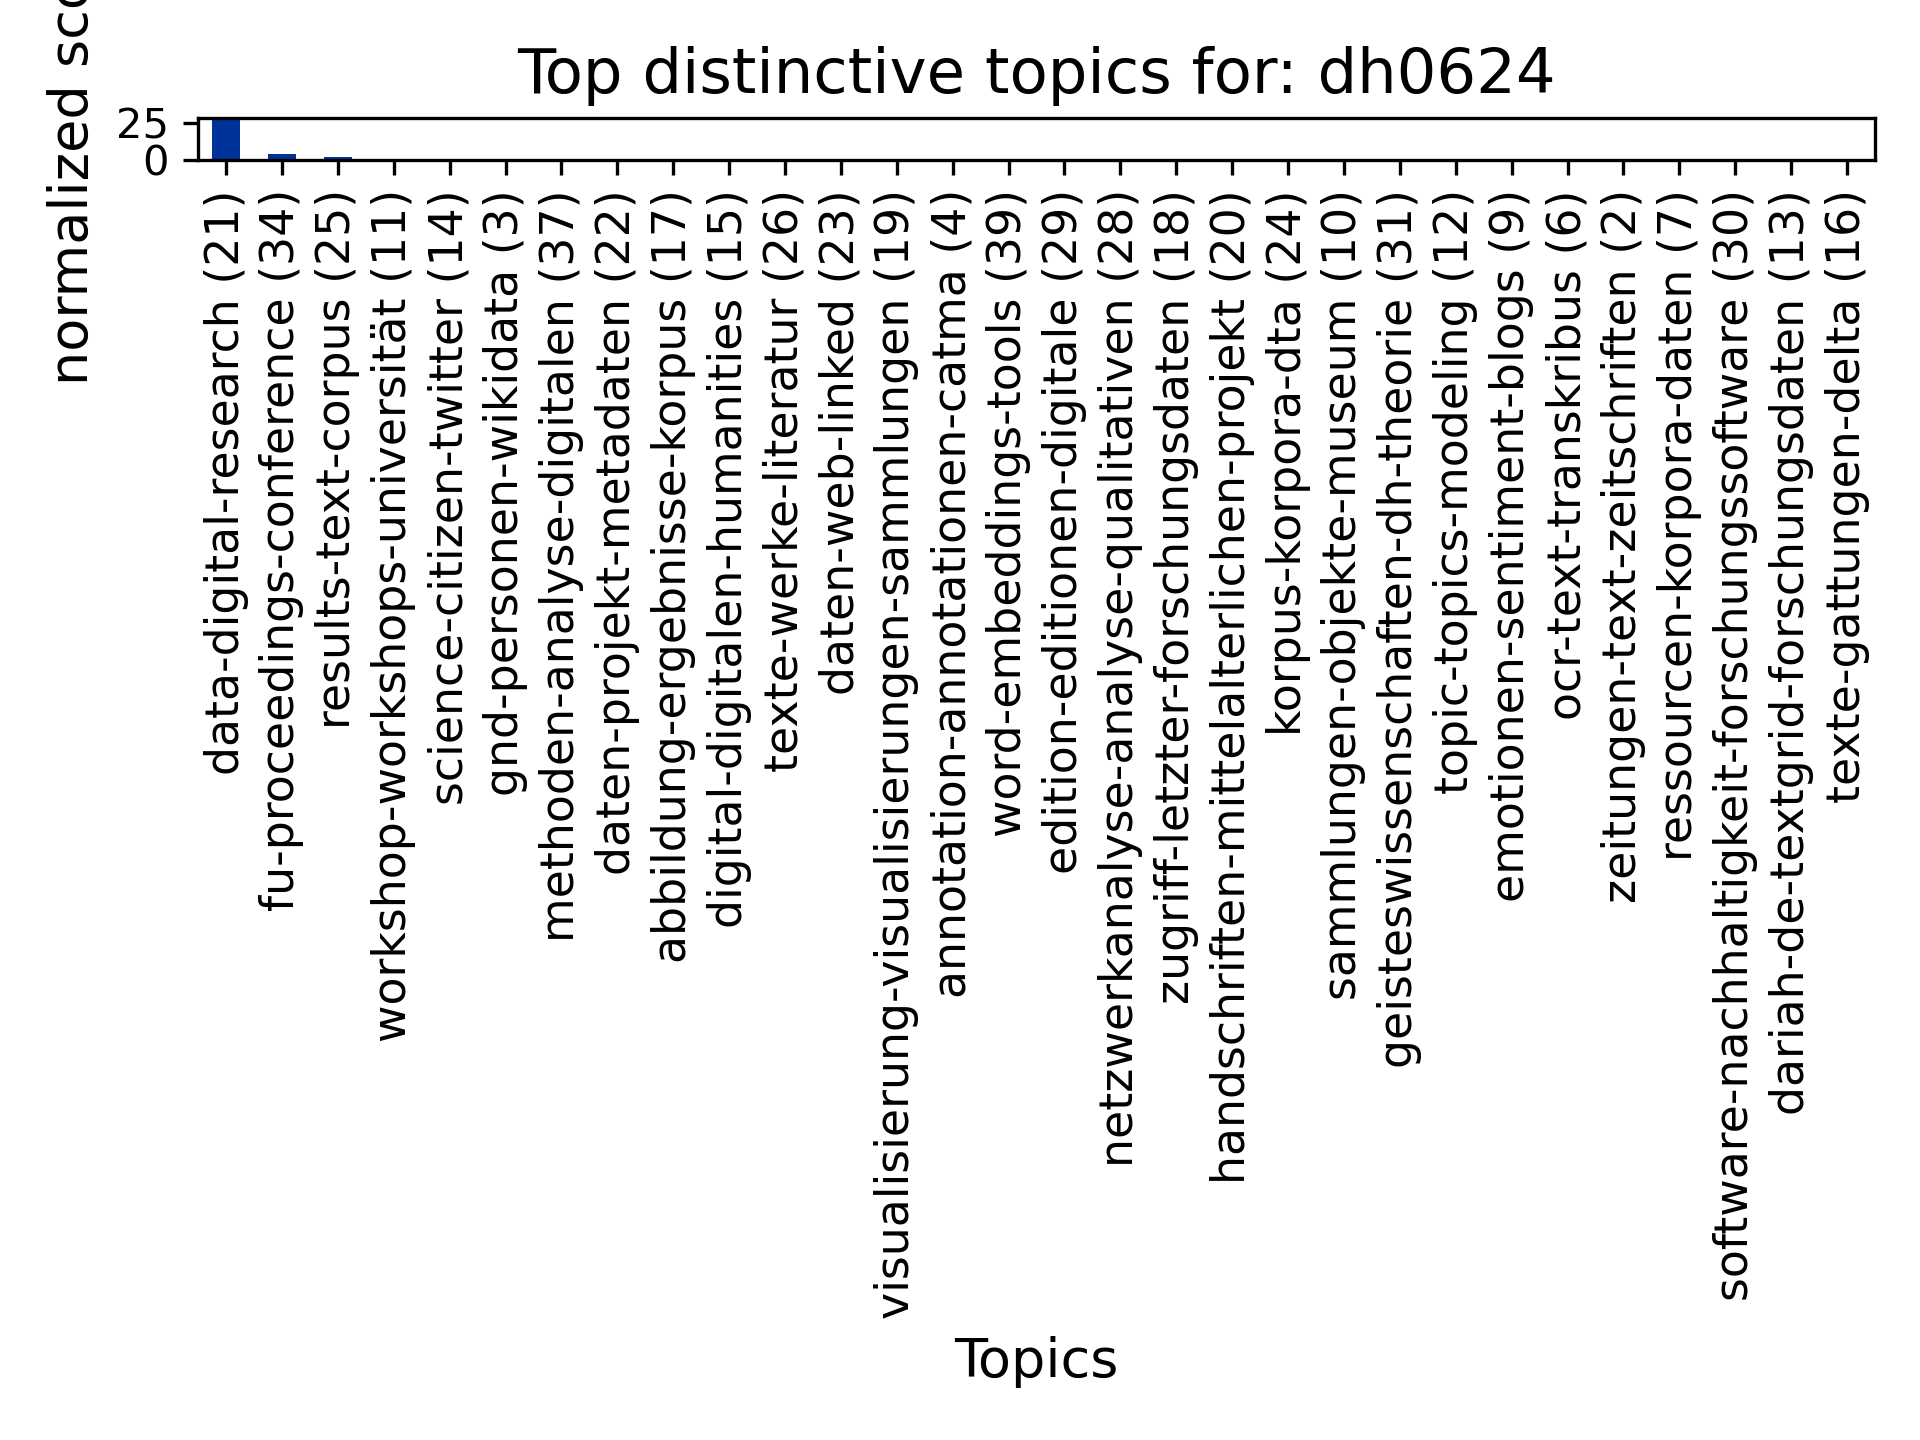 Top distinctive topics for: dh0624
normalized sco
25
0
data-digital-research (21)
fu-proceedings-conference (34)
results-text-corpus (25)
workshop-workshops-universität (11)
science-citizen-twitter (14)
gnd-personen-wikidata (3)
methoden-analyse-digitalen (37)
daten-projekt-metadaten (22)
abbildung-ergebnisse-korpus (17)
digital-digitalen-humanities (15)
texte-werke-literatur (26)
daten-web-linked (23)
visualisierung-visualisierungen-sammlungen (19)
annotation-annotationen-catma (4)
word-embeddings-tools (39)
edition-editionen-digitale (29)
netzwerkanalyse-analyse-qualitativen (28)
zugriff-letzter-forschungsdaten (18)
handschriften-mittelalterlichen-projekt (20)
korpus-korpora-dta (24)
sammlungen-objekte-museum (10)
geisteswissenschaften-dh-theorie (31)
topic-topics-modeling (12)
emotionen-sentiment-blogs (9)
ocr-text-transkribus (6)
zeitungen-text-zeitschriften (2)
ressourcen-korpora-daten (7)
software-nachhaltigkeit-forschungssoftware (30)
dariah-de-textgrid-forschungsdaten (13)
texte-gattungen-delta (16)
Topics